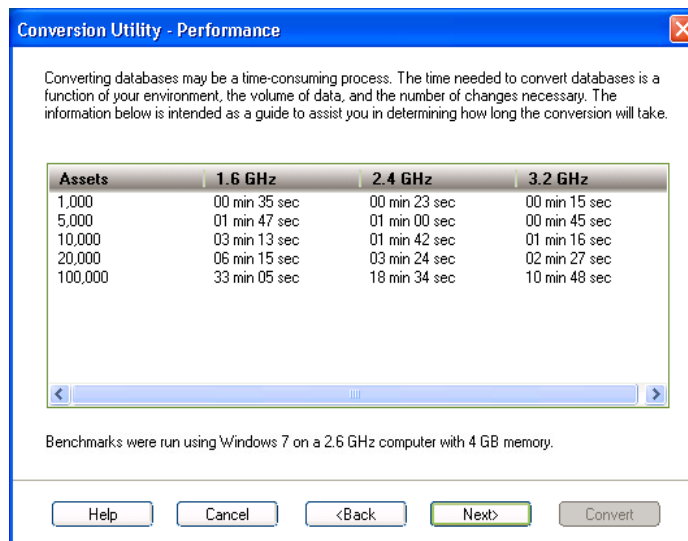 Conversion Utility - Performance
Converting databases may be a time-consuming process. The time needed to convert databases is a
function of your environment, the volume of data, and the number of changes necessary. The
information below is intended as a guide to assist you in determining how long the conversion will take.
Assets 1.6 GHz 2.4 GHz 3.2 GHz
1,000 00 min 35 sec 00 min 23 sec 00 min 15 sec
5,000 01 min 47 sec 01 min 00 sec 00 min 45 sec
10,000 03 min 13 sec 01 min 42 sec 01 min 16 sec
20,000 06 min 15 sec 03 min 24 sec 02 min 27 sec
100,000 33 min 05 sec 18 min 34 sec 10 min 48 sec
Benchmarks were run using Windows 7 on a 2.6 GHz computer with 4 GB memory.
Help Cancel <Back Next> Convert